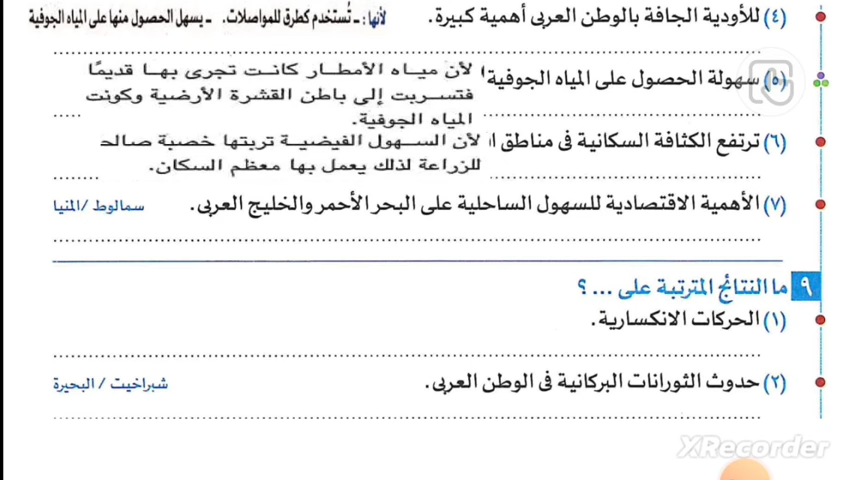 (٤) للأودية الجافة بالوطن العربى أهمية كبيرة. لأنها : ــ تُستخدم كطرق للمواصلات. ــ يسهل الحصول منها على المياه الجوفية
(٥) سهولة الحصول على المياه الجوفية لأن مياه الأمطار كانت تجرى بها قديمًا
فتسربت إلى باطن القشرة الأرضية وكونت
المياه الجوفية.
(٦) ترتفع الكثافة السكانية فى مناطق لأن السهول الفيضية تربتها خصبة صالحة
للزراعة لذلك يعمل بها معظم السكان.
(٧) الأهمية الاقتصادية للسهول الساحلية على البحر الأحمر والخليج العربى. سمالوط / المنيا
٩ ما النتائج المترتبة على ... ؟
(١) الحركات الانكسارية.
(٢) حدوث الثورانات البركانية فى الوطن العربى. شبراخيت / البحيرة
XRecorder